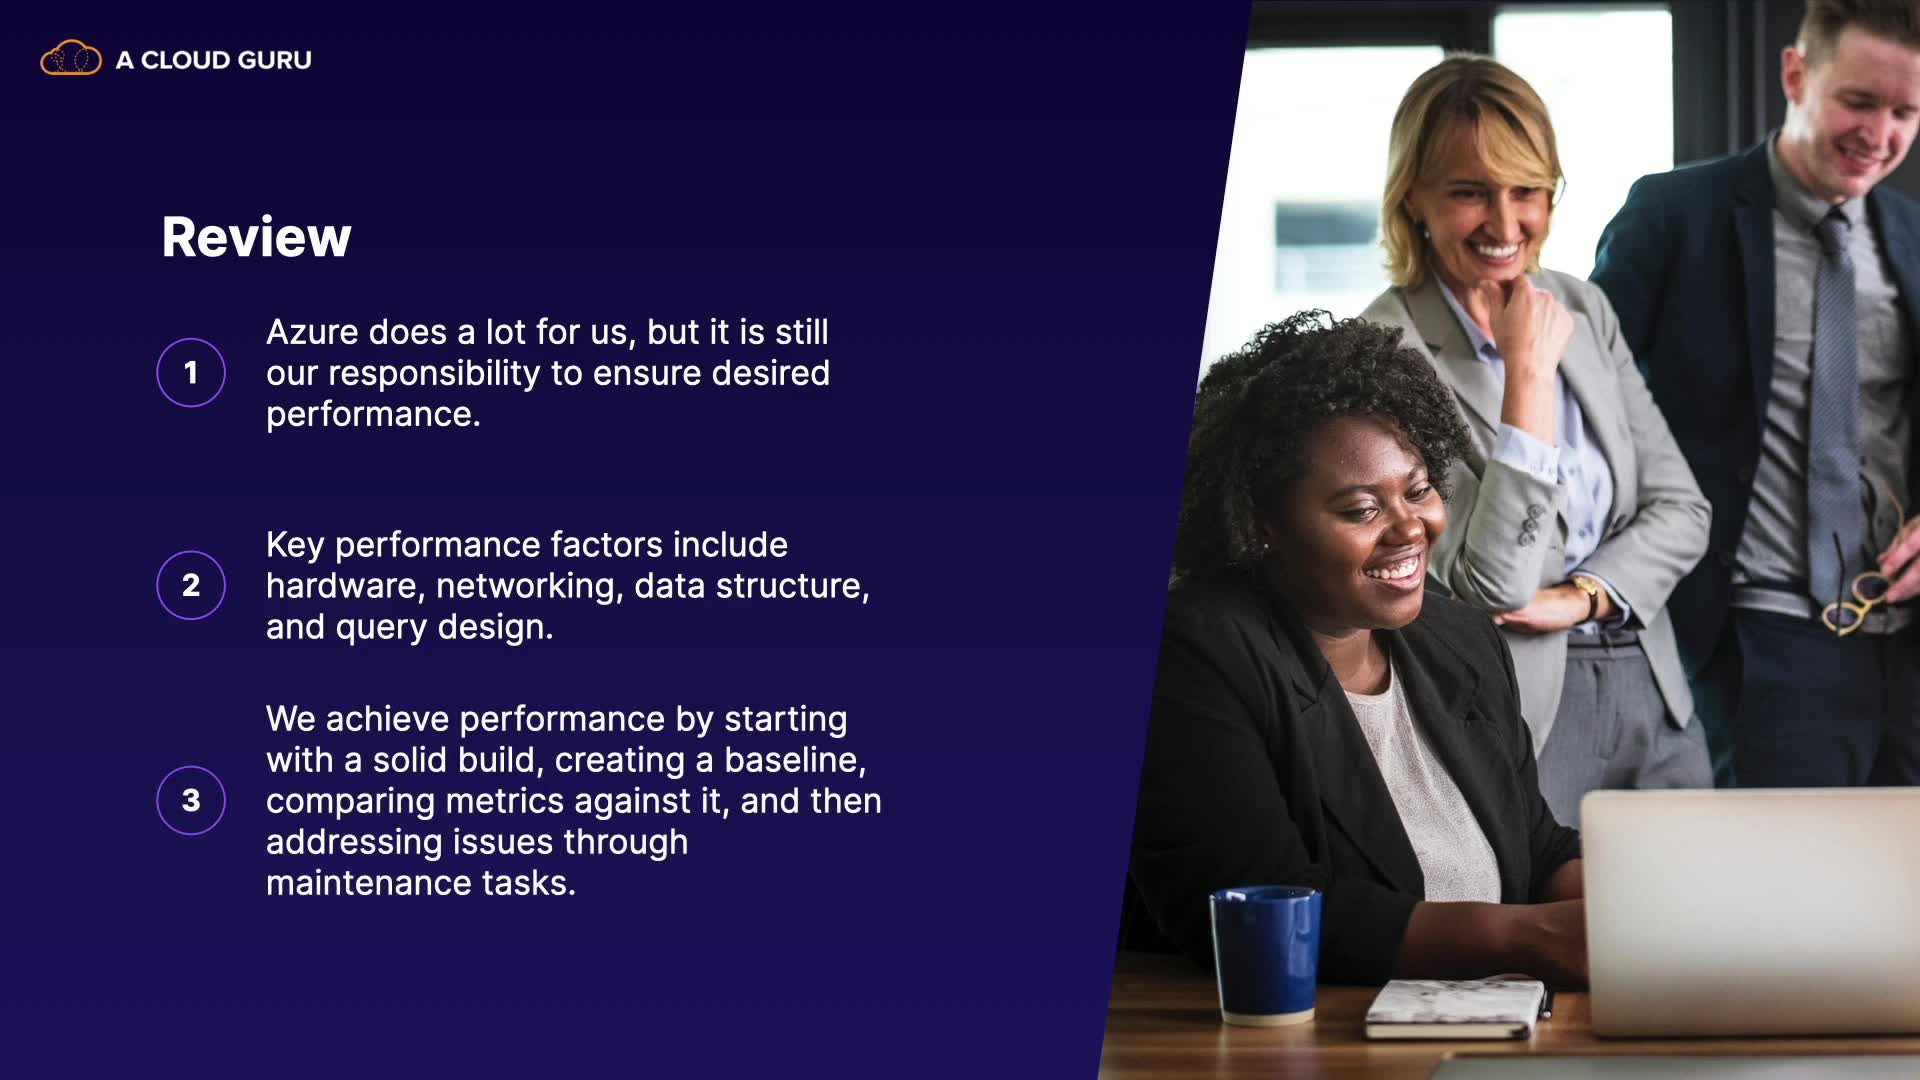 A CLOUD GURU
Review
1
Azure does a lot for us, but it is still
our responsibility to ensure desired
performance.
2
Key performance factors include
hardware, networking, data structure,
and query design.
3
We achieve performance by starting
with a solid build, creating a baseline,
comparing metrics against it, and then
addressing issues through
maintenance tasks.